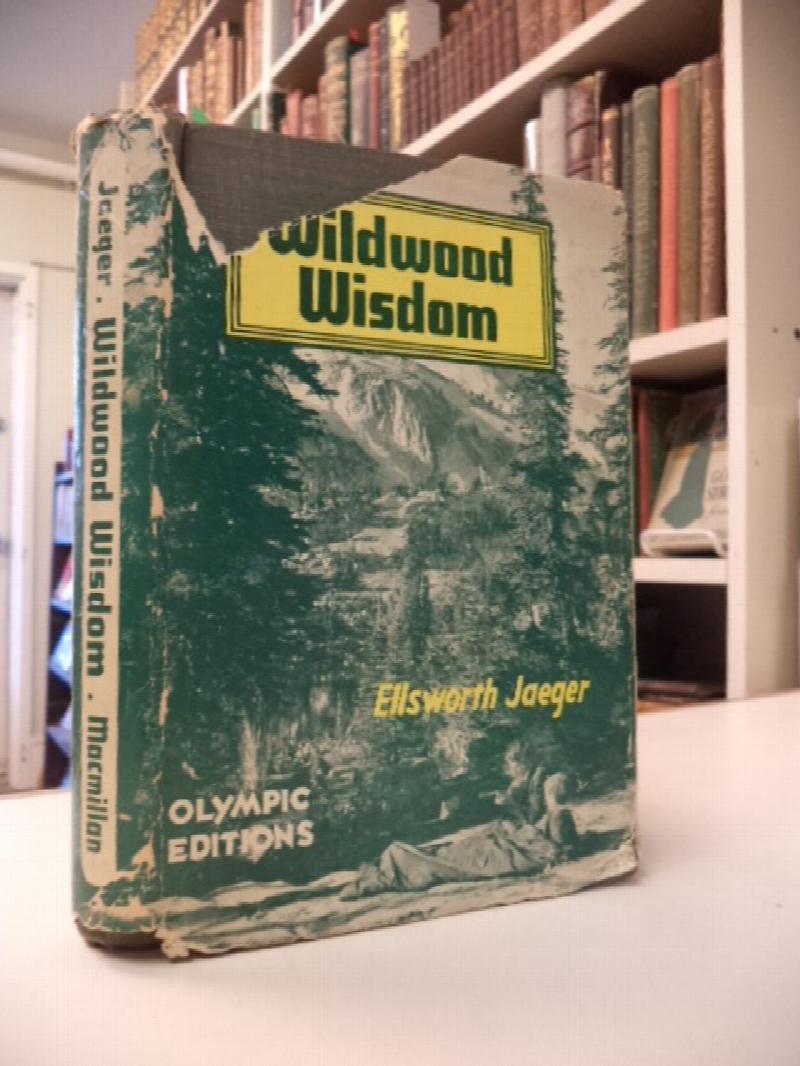 Jaeger · Wildwood Wisdom · Macmillan
Wildwood
Wisdom
Ellsworth Jaeger
OLYMPIC
EDITIONS